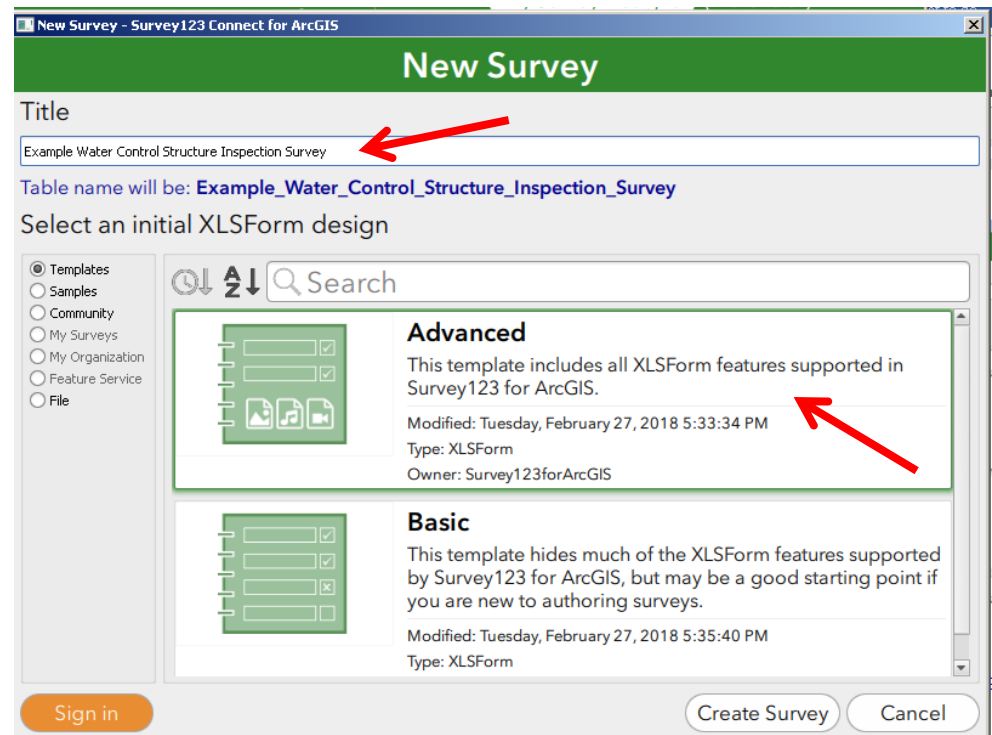 New Survey - Survey123 Connect for ArcGIS
New Survey
Title
Example Water Control Structure Inspection Survey
Table name will be: Example_Water_Control_Structure_Inspection_Survey
Select an initial XLSForm design
Templates
Samples
Community
My Surveys
My Organization
Feature Service
File
A
Z
Search
Advanced
This template includes all XLSForm features supported in
Survey123 for ArcGIS.
Modified: Tuesday, February 27, 2018 5:33:34 PM
Type: XLSForm
Owner: Survey123forArcGIS
Basic
This template hides much of the XLSForm features supported
by Survey123 for ArcGIS, but may be a good starting point if
you are new to authoring surveys.
Modified: Tuesday, February 27, 2018 5:35:40 PM
Type: XLSForm
Sign in
Create Survey
Cancel